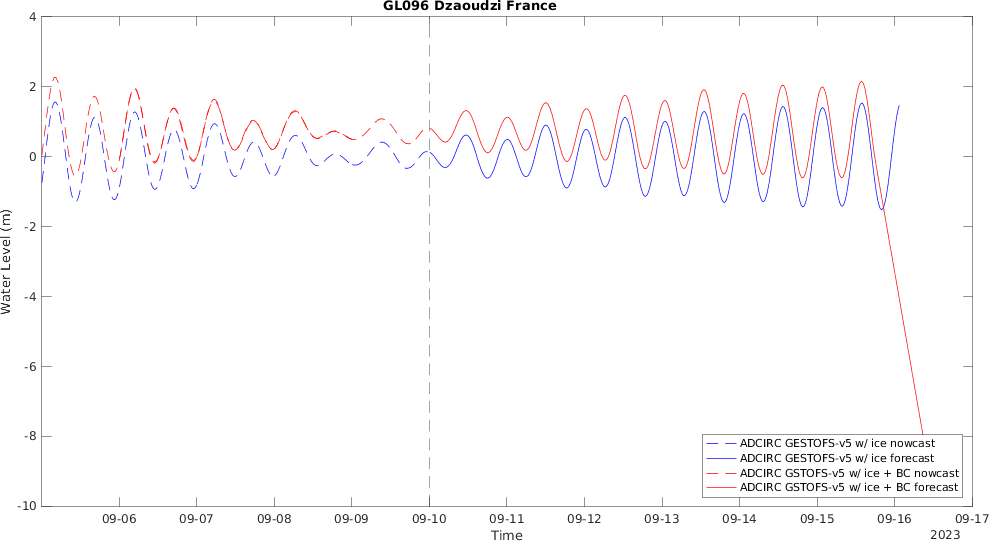 GL096 Dzaoudzi France
4
2
0
-2
-4
-6
-8
-10
Water Level (m)
ADCIRC GESTOFS-v5 w/ ice nowcast
ADCIRC GESTOFS-v5 w/ ice forecast
ADCIRC GSTOFS-v5 w/ ice + BC nowcast
ADCIRC GSTOFS-v5 w/ ice + BC forecast
09-06 09-07 09-08 09-09 09-10 09-11 09-12 09-13 09-14 09-15 09-16 09-17
Time
2023